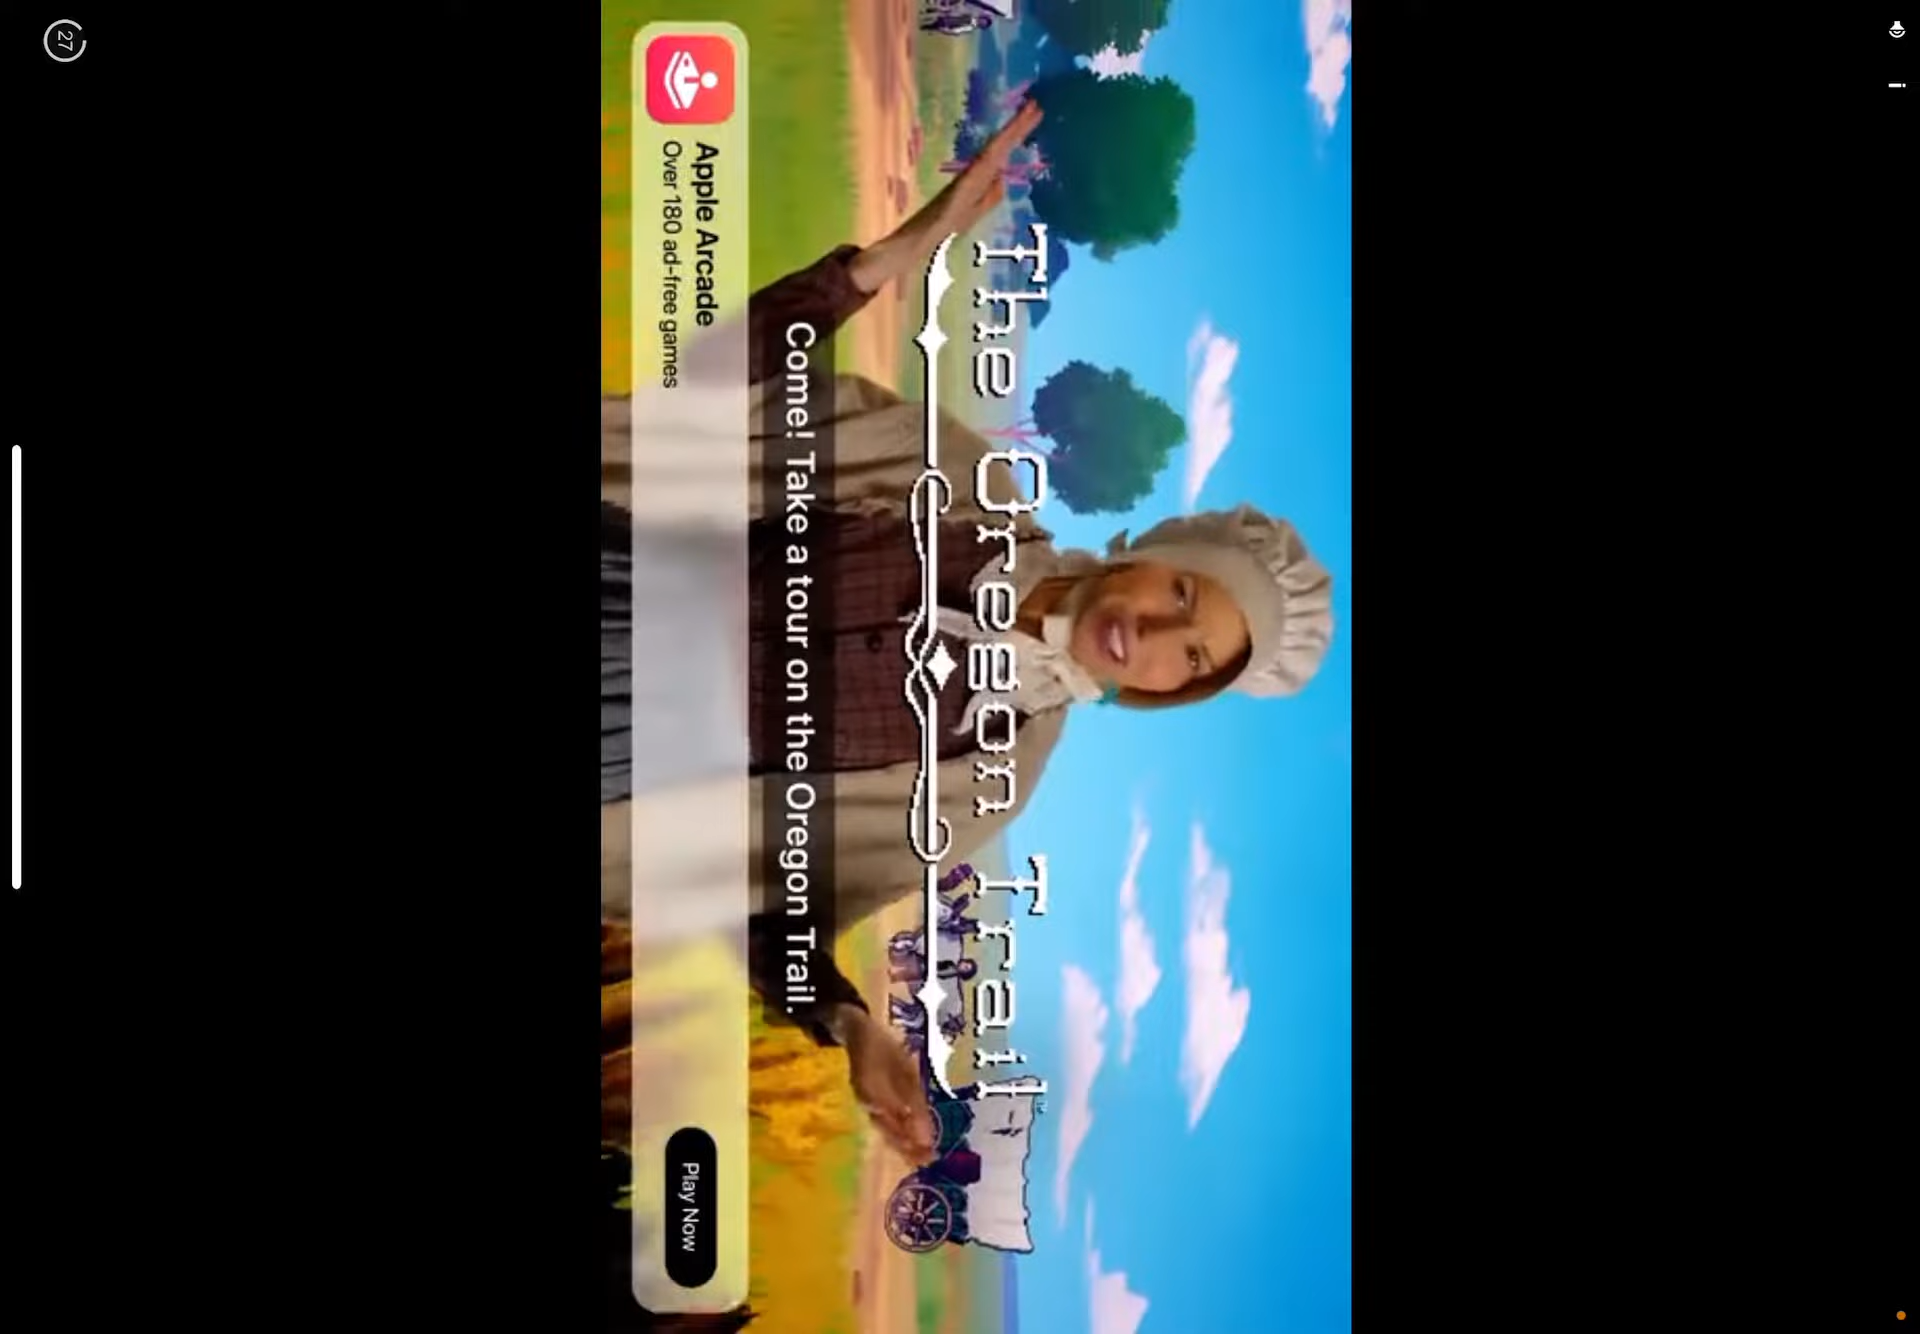 27
The Oregon Trail
Come! Take a tour on the Oregon Trail.
Apple Arcade
Over 180 ad-free games
Play Now